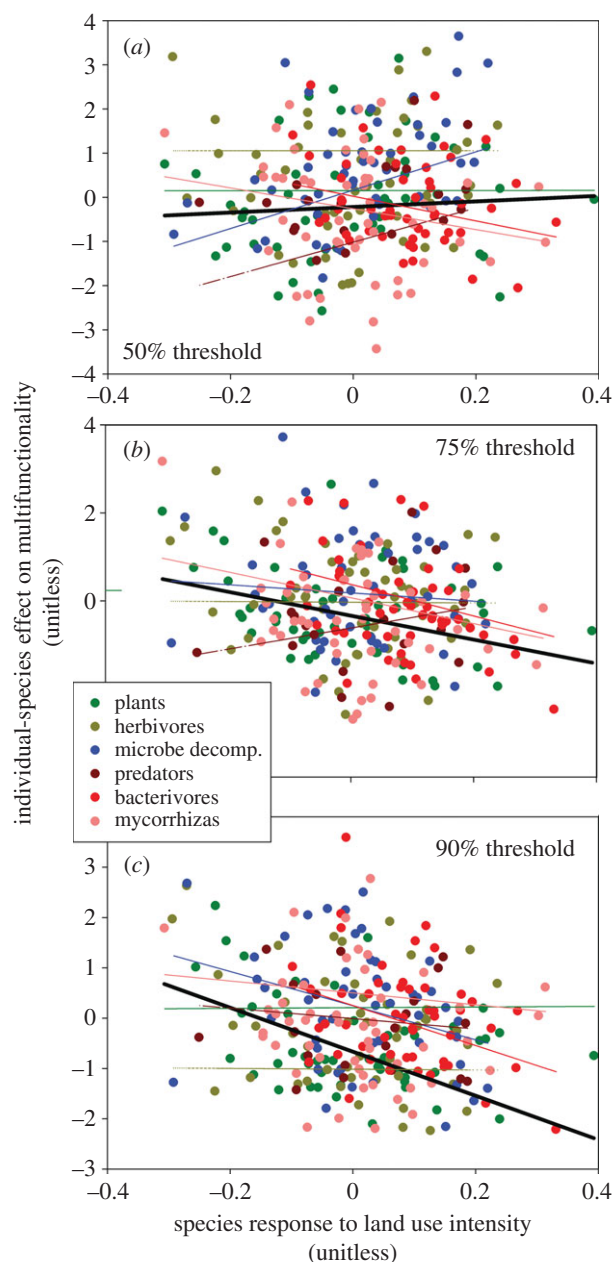 (a)
4
3
2
1
0
–1
–2
–3
–4
50% threshold
–0.4
–0.2
0
0.2
0.4
(b)
75% threshold
4
2
0
plants
herbivores
microbe decomp.
predators
bacterivores
mycorrhizas
(c)
90% threshold
3
2
1
0
–1
–2
–3
–0.4
–0.2
0
0.2
0.4
individual-species effect on multifunctionality
(unitless)
species response to land use intensity
(unitless)